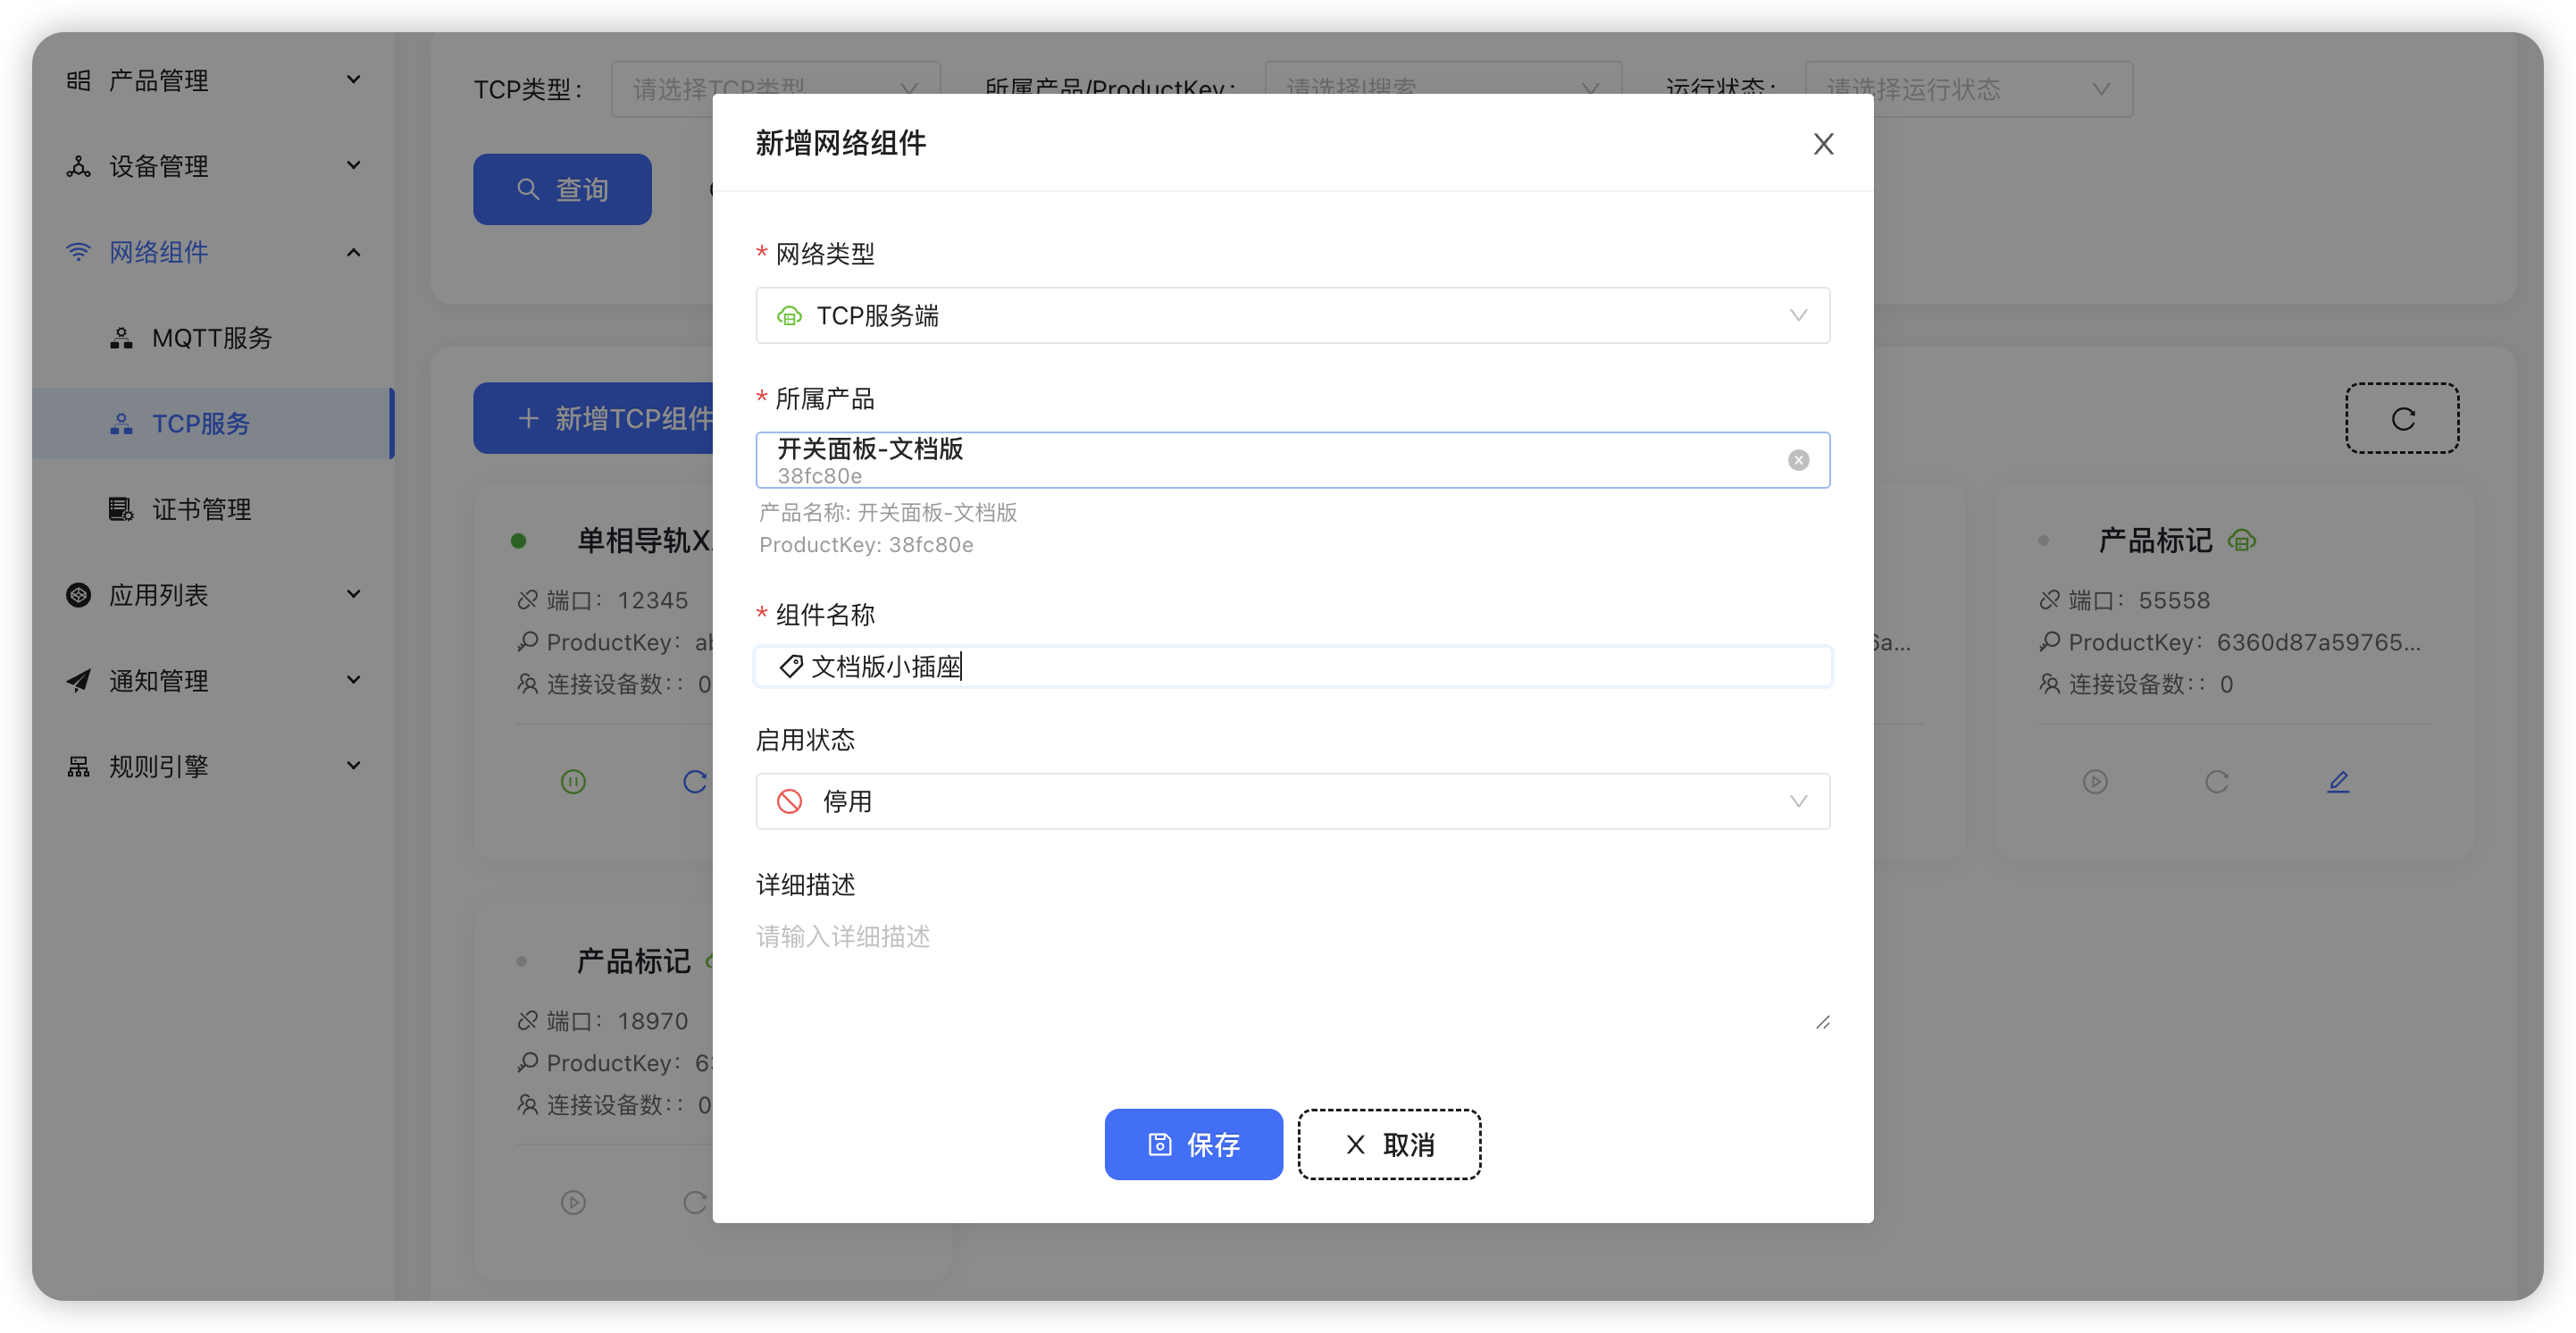 产品管理
设备管理
网络组件
MQTT服务
TCP服务
证书管理
应用列表
通知管理
规则引擎
TCP类型： 请选择TCP类型 所属产品/ProductKey： 请选择|搜索 运行状态： 请选择运行状态
查询
新增TCP组件
单相导轨X
端口： 12345
ProductKey：
连接设备数：： 0
产品标记
端口： 55558
ProductKey：6360d87a59765...
连接设备数：： 0
6a...
产品标记
端口： 18970
ProductKey： 6
连接设备数：： 0
新增网络组件
* 网络类型
TCP服务端
* 所属产品
开关面板-文档版
38fc80e
产品名称: 开关面板-文档版
ProductKey: 38fc80e
* 组件名称
文档版小插座
启用状态
停用
详细描述
请输入详细描述
保存
取消